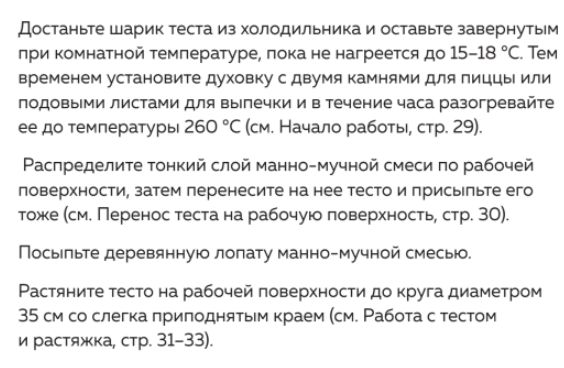 Достаньте шарик теста из холодильника и оставьте завернутым
при комнатной температуре, пока не нагреется до 15–18 °С. Тем
временем установите духовку с двумя камнями для пиццы или
подовыми листами для выпечки и в течение часа разогревайте
ее до температуры 260 °С (см. Начало работы, стр. 29).
Распределите тонкий слой манно-мучной смеси по рабочей
поверхности, затем перенесите на нее тесто и присыпьте его
тоже (см. Перенос теста на рабочую поверхность, стр. 30).
Посыпьте деревянную лопату манно-мучной смесью.
Растяните тесто на рабочей поверхности до круга диаметром
35 см со слегка приподнятым краем (см. Работа с тестом
и растяжка, стр. 31–33).